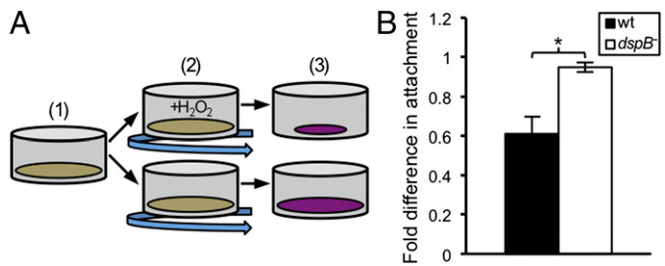 A
(1)
(2)
(3)
+H₂O₂
B
Fold difference in attachment
1.2
1
0.8
0.6
0.4
0.2
0
*
wt
dspB⁻